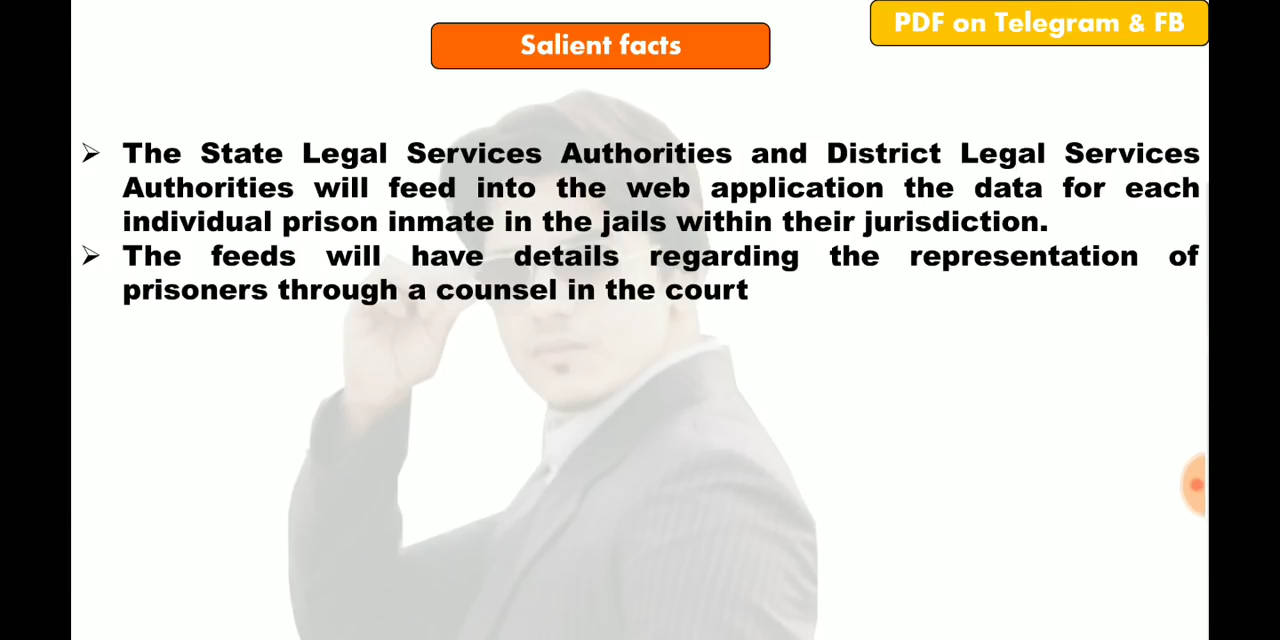 PDF on Telegram & FB
Salient facts
➢ The State Legal Services Authorities and District Legal Services
Authorities will feed into the web application the data for each
individual prison inmate in the jails within their jurisdiction.
➢ The feeds will have details regarding the representation of
prisoners through a counsel in the court